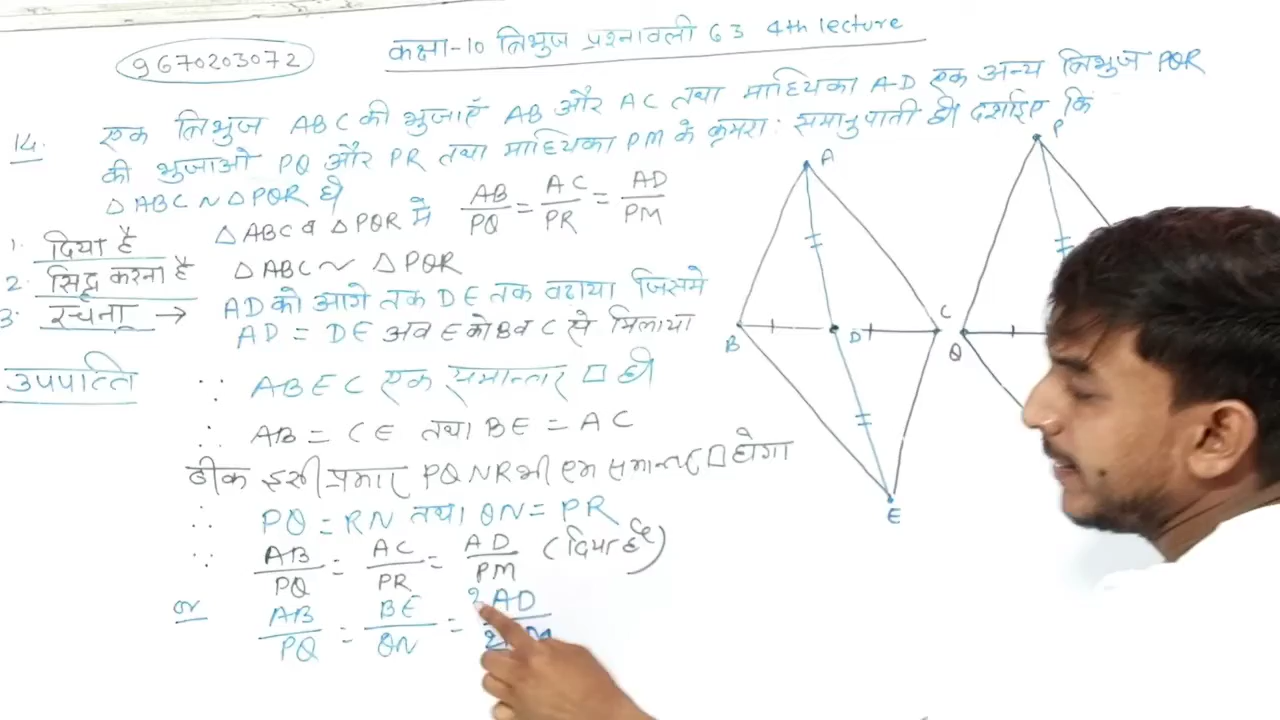 कक्षा-10 त्रिभुज प्रश्नावली 6 3 4th lecture
9670203072
14. एक त्रिभुज ABC की भुजाएँ AB और AC तथा माध्यिका AD एक अन्य त्रिभुज PQR
की भुजाओ PQ और PR तथा माध्यिका PM के क्रमश: समानुपाती है। दर्शाइए कि
△ABC ~ △PQR है
1. दिया है △ABC व △PQR मे AB/PQ = AC/PR = AD/PM
2. सिद्ध करना है △ABC ~ △PQR
3. रचना → AD को आगे तक DE तक बढाया जिसमे
AD = DE अब E को B व C से मिलाया
उपपत्ति ∵ ABEC एक समान्तर □ है
∴ AB = CE तथा BE = AC
ठीक इसी प्रकार PQNR भी एक समान्तर □ होगा
∴ PQ = RN तथा QN = PR
∵ AB/PQ = AC/PR = AD/PM (दिया है)
or AB/PQ = BE/QN = 2AD
A
B
D
C
E
P
Q